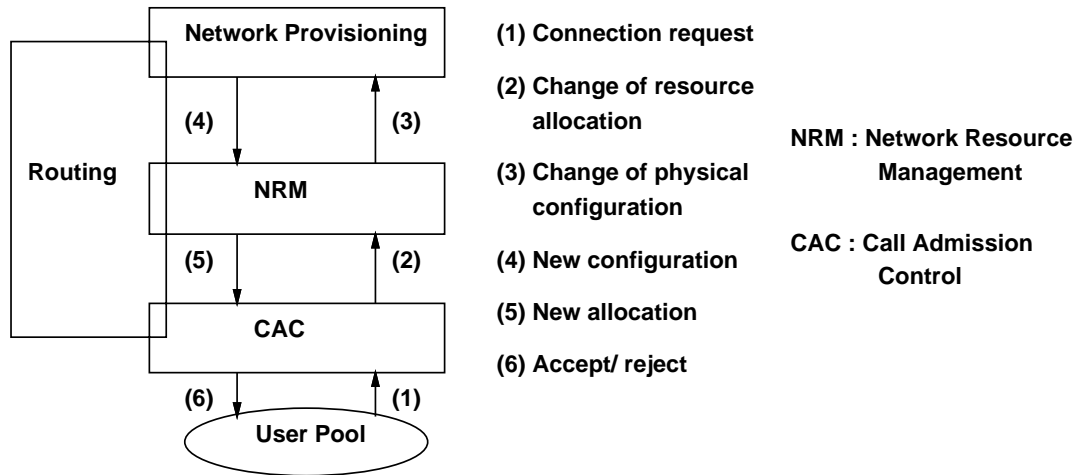 Network Provisioning
(4)
(3)
Routing
NRM
(5)
(2)
CAC
(6)
(1)
User Pool
(1) Connection request
(2) Change of resource
allocation
(3) Change of physical
configuration
(4) New configuration
(5) New allocation
(6) Accept/ reject
NRM : Network Resource
Management
CAC : Call Admission
Control